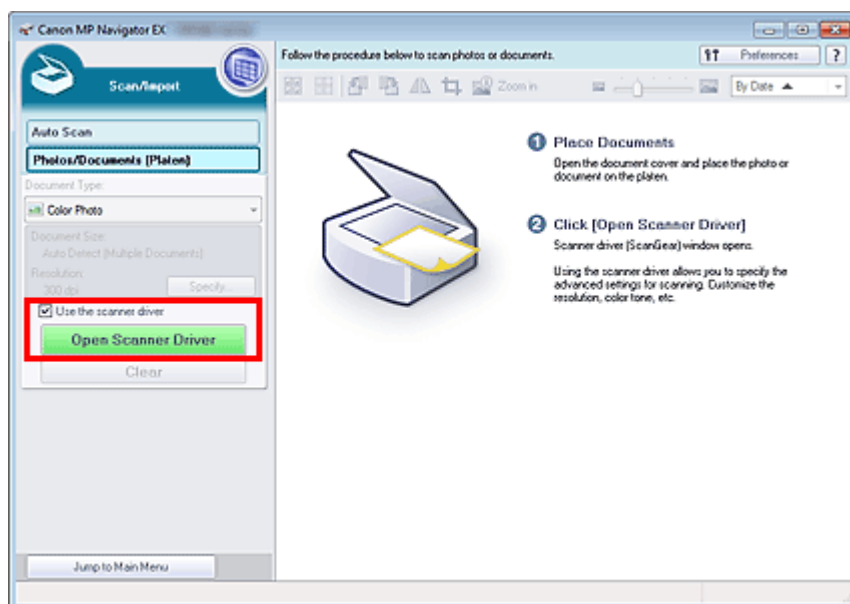 Canon MP Navigator EX
Scan/Import
Auto Scan
Photos/Documents (Platen)
Document Type:
Color Photo
Document Size:
Auto Detect (Multiple Documents)
Resolution:
300 dpi
Specify...
Use the scanner driver
Open Scanner Driver
Clear
Jump to Main Menu
Follow the procedure below to scan photos or documents.
Preferences
?
Zoom in
By Date
1 Place Documents
Open the document cover and place the photo or
document on the platen.
2 Click [Open Scanner Driver]
Scanner driver (ScanGear) window opens.
Using the scanner driver allows you to specify the
advanced settings for scanning. Customize the
resolution, color tone, etc.